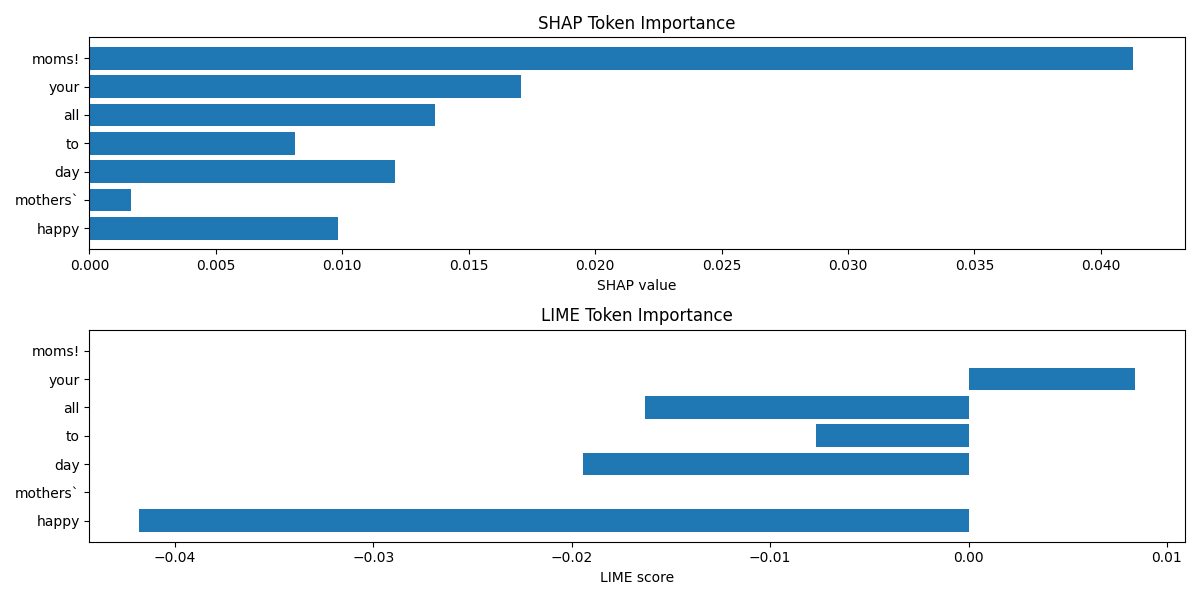 SHAP Token Importance
moms!
your
all
to
day
mothers`
happy
0.000 0.005 0.010 0.015 0.020 0.025 0.030 0.035 0.040
SHAP value
LIME Token Importance
moms!
your
all
to
day
mothers`
happy
−0.04 −0.03 −0.02 −0.01 0.00 0.01
LIME score